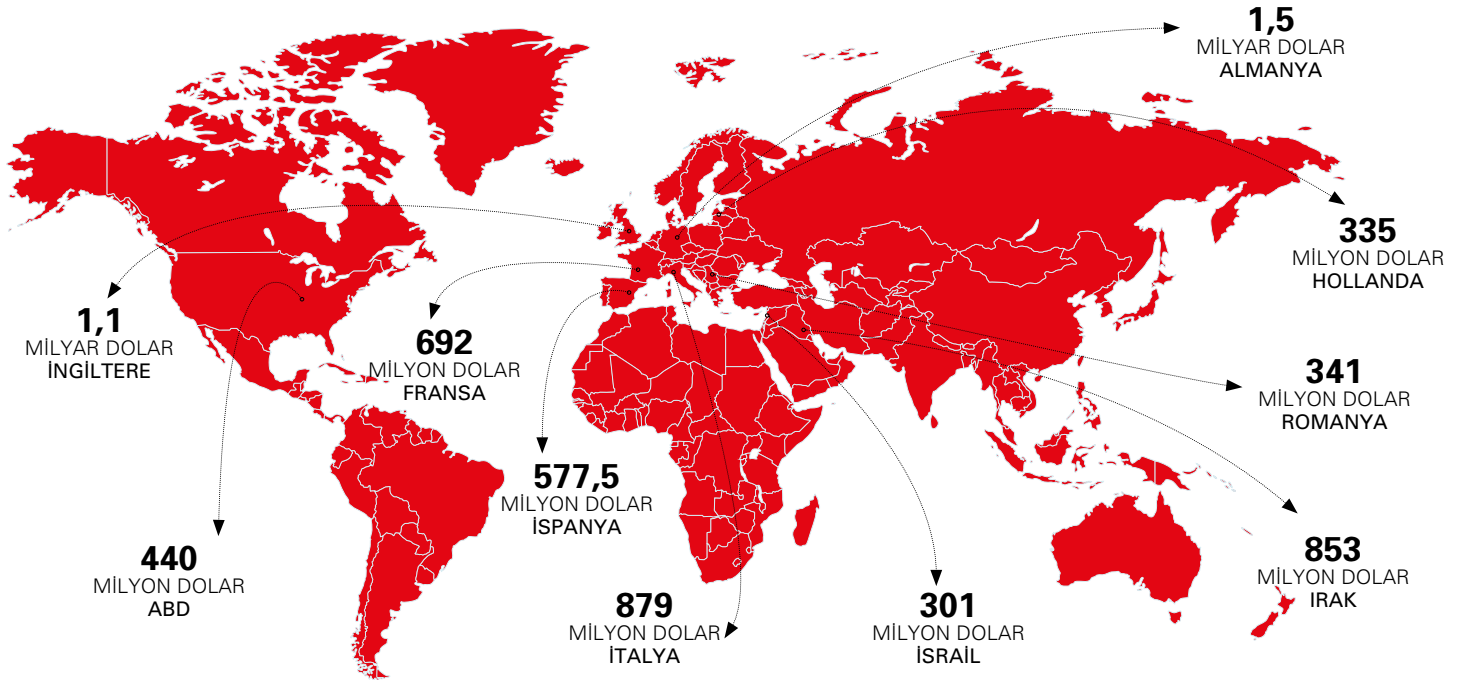 1,5
MİLYAR DOLAR
ALMANYA
335
MİLYON DOLAR
HOLLANDA
1,1
MİLYAR DOLAR
İNGİLTERE
692
MİLYON DOLAR
FRANSA
341
MİLYON DOLAR
ROMANYA
577,5
MİLYON DOLAR
İSPANYA
440
MİLYON DOLAR
ABD
853
MİLYON DOLAR
IRAK
879
MİLYON DOLAR
İTALYA
301
MİLYON DOLAR
İSRAİL